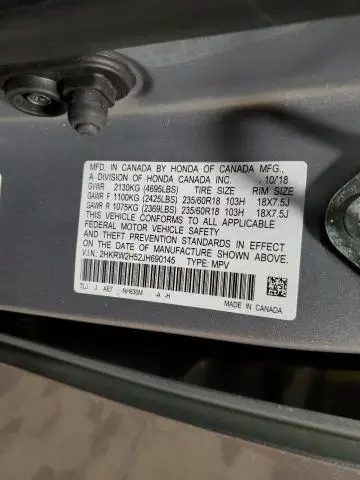 MFD. IN CANADA BY HONDA OF CANADA MFG.,
A DIVISION OF HONDA CANADA INC. 10/18
GVWR 2130KG (4695LBS) TIRE SIZE RIM SIZE
GAWR F 1100KG (2425LBS) 235/60R18 103H 18X7.5J
GAWR R 1075KG (2369LBS) 235/60R18 103H 18X7.5J
THIS VEHICLE CONFORMS TO ALL APPLICABLE
FEDERAL MOTOR VEHICLE SAFETY
AND THEFT PREVENTION STANDARDS IN EFFECT
ON THE DATE OF MANUFACTURE SHOWN ABOVE.
V.I.N.: 2HKRW2H52JH690145 TYPE: MPV
TLJ J AE7 -NH830M -A -H
MADE IN CANADA